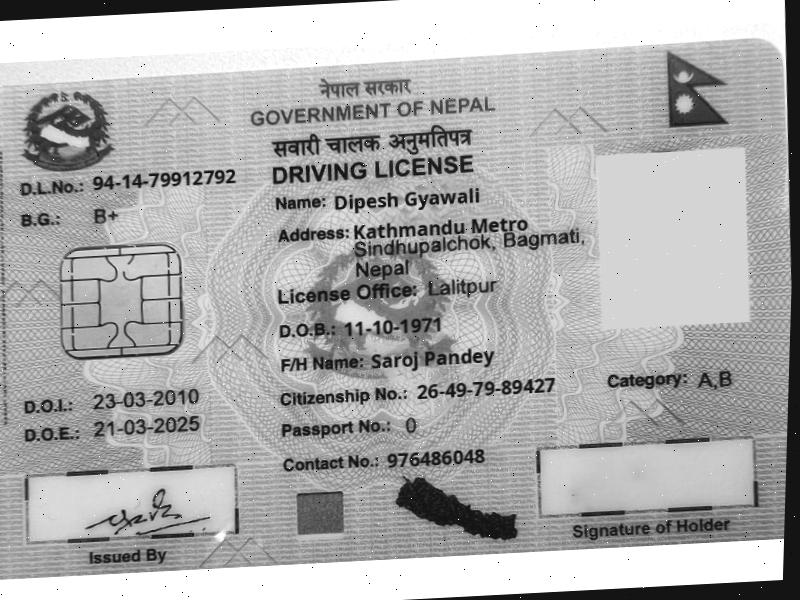 नेपाल सरकार
GOVERNMENT OF NEPAL
सवारी चालक अनुमतिपत्र
DRIVING LICENSE
D.L.No.: 94-14-79912792
B.G.: B+
Name: Dipesh Gyawali
Address: Kathmandu Metro
Sindhupalchok, Bagmati,
Nepal
License Office: Lalitpur
D.O.B.: 11-10-1971
F/H Name: Saroj Pandey
Citizenship No.: 26-49-79-89427
Passport No.: 0
Contact No.: 976486048
D.O.I.: 23-03-2010
D.O.E.: 21-03-2025
Category: A,B
Issued By
Signature of Holder